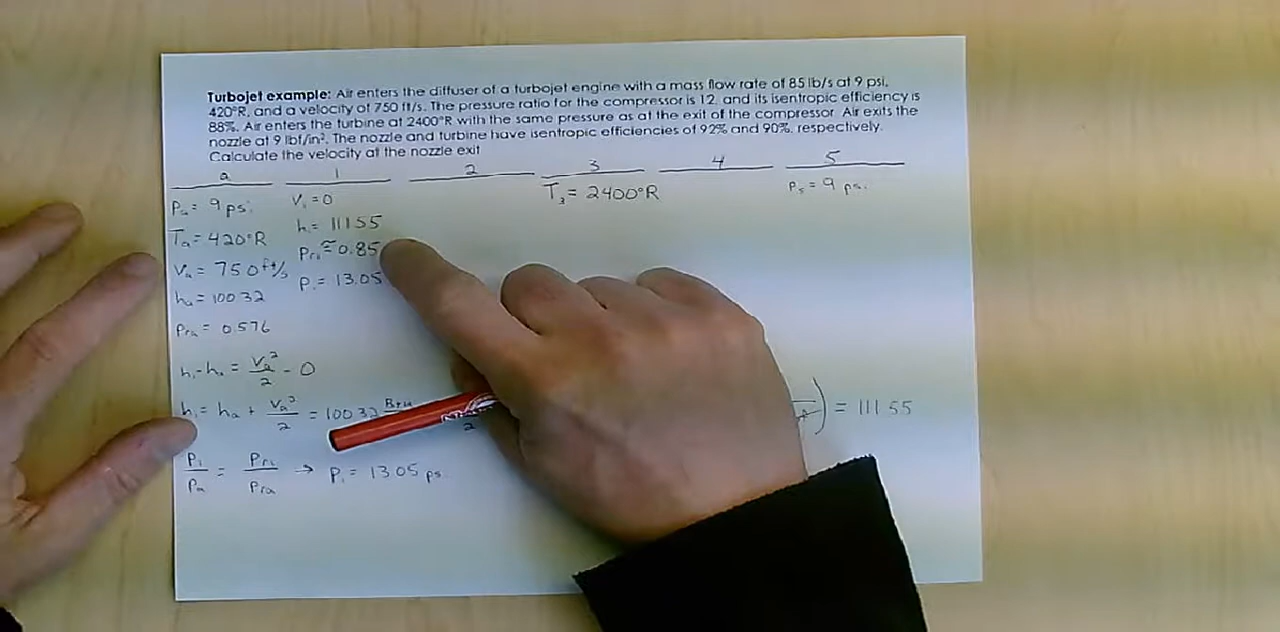 Turbojet example: Air enters the diffuser of a turbojet engine with a mass flow rate of 85 lb/s at 9 psi,
420°R, and a velocity of 750 ft/s. The pressure ratio for the compressor is 12, and its isentropic efficiency is
88%. Air enters the turbine at 2400°R with the same pressure as at the exit of the compressor. Air exits the
nozzle at 9 lbf/in². The nozzle and turbine have isentropic efficiencies of 92% and 90%, respectively.
Calculate the velocity at the nozzle exit
a 1 2 3 4 5
Pa = 9 psi V1 = 0 T3 = 2400°R P5 = 9 psi
Ta = 420°R h1 = 111.55
Va = 750 ft/s Pr1 ≈ 0.85
ha = 100.32 P1 = 13.05
Pra = 0.576
h1 - ha = Va²/2 - 0
h1 = ha + Va²/2 = 100.32 Btu 2 ) = 111.55
P1/Pa = Pr1/Pra → P1 = 13.05 psi